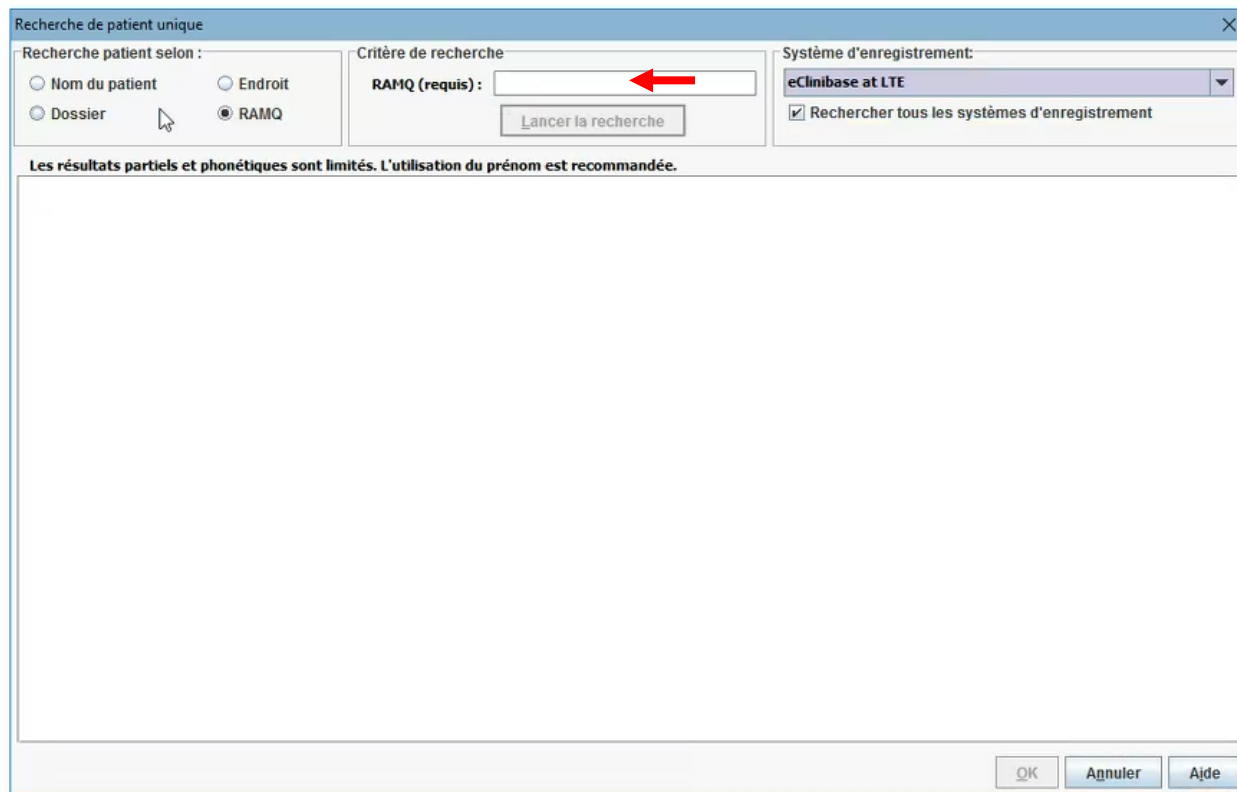 Recherche de patient unique
Recherche patient selon :
Nom du patient
Endroit
Dossier
RAMQ
Critère de recherche
RAMQ (requis) :
Lancer la recherche
Système d'enregistrement:
eClinibase at LTE
Rechercher tous les systèmes d'enregistrement
Les résultats partiels et phonétiques sont limités. L'utilisation du prénom est recommandée.
OK
Annuler
Aide